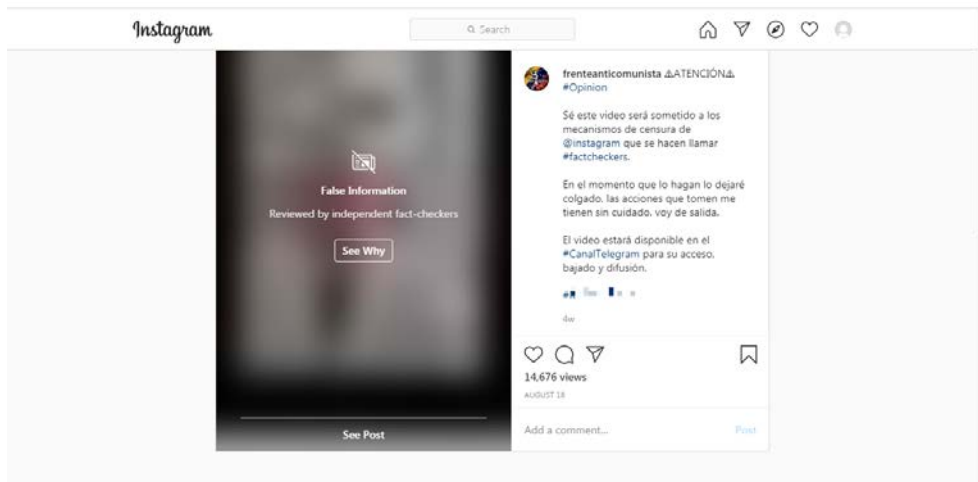 Instagram
Search
False Information
Reviewed by independent fact-checkers
See Why
See Post
frenteanticomunista ⚠ATENCIÓN⚠
#Opinion
Sé este video será sometido a los
mecanismos de censura de
@instagram que se hacen llamar
#factcheckers.
En el momento que lo hagan lo dejaré
colgado. las acciones que tomen me
tienen sin cuidado. voy de salida.
El video estará disponible en el
#CanalTelegram para su acceso.
bajado y difusión.
4w
14,676 views
AUGUST 18
Add a comment...
Post